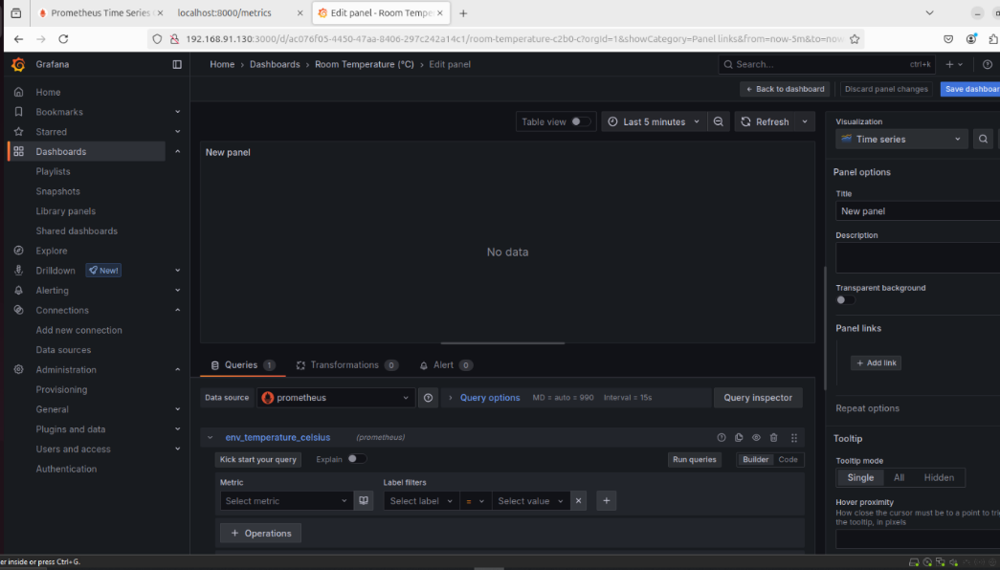 Prometheus Time Series
localhost:8000/metrics
Edit panel - Room Tempe
192.168.91.130:3000/d/ac076f05-4450-47aa-8406-297c242a14c1/room-temperature-c2b0-c?orgId=1&showCategory=Panel links&from=now-5m&to=now
Grafana
Home › Dashboards › Room Temperature (°C) › Edit panel
Search... ctrl+k
← Back to dashboard
Discard panel changes
Save dashboar
Home
Bookmarks
Starred
Dashboards
Playlists
Snapshots
Library panels
Shared dashboards
Explore
Drilldown New!
Alerting
Connections
Add new connection
Data sources
Administration
Provisioning
General
Plugins and data
Users and access
Authentication
Table view
Last 5 minutes
Refresh
New panel
No data
Queries 1
Transformations 0
Alert 0
Data source
prometheus
Query options MD = auto = 990 Interval = 15s
Query inspector
env_temperature_celsius (prometheus)
Kick start your query
Explain
Run queries
Builder Code
Metric
Select metric
Label filters
Select label = Select value
+ Operations
Visualization
Time series
Panel options
Title
New panel
Description
Transparent background
Panel links
+ Add link
Repeat options
Tooltip
Tooltip mode
Single All Hidden
Hover proximity
How close the cursor must be to a point to tri
the tooltip, in pixels
er inside or press Ctrl+G.